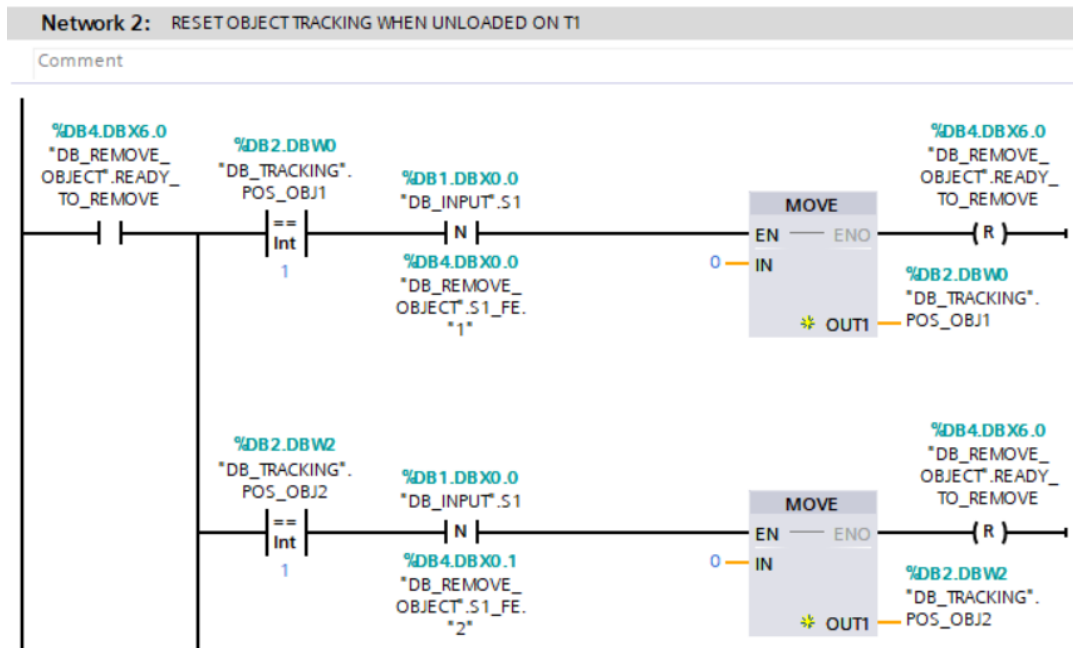 Network 2: RESET OBJECT TRACKING WHEN UNLOADED ON T1
Comment
%DB4.DBX6.0
"DB_REMOVE_
OBJECT".READY_
TO_REMOVE
%DB2.DBW0
"DB_TRACKING".
POS_OBJ1
==
Int
1
%DB1.DBX0.0
"DB_INPUT".S1
N
%DB4.DBX0.0
"DB_REMOVE_
OBJECT".S1_FE.
"1"
MOVE
EN ENO
0 IN
OUT1
%DB4.DBX6.0
"DB_REMOVE_
OBJECT".READY_
TO_REMOVE
R
%DB2.DBW0
"DB_TRACKING".
POS_OBJ1
%DB2.DBW2
"DB_TRACKING".
POS_OBJ2
==
Int
1
%DB1.DBX0.0
"DB_INPUT".S1
N
%DB4.DBX0.1
"DB_REMOVE_
OBJECT".S1_FE.
"2"
MOVE
EN ENO
0 IN
OUT1
%DB4.DBX6.0
"DB_REMOVE_
OBJECT".READY_
TO_REMOVE
R
%DB2.DBW2
"DB_TRACKING".
POS_OBJ2